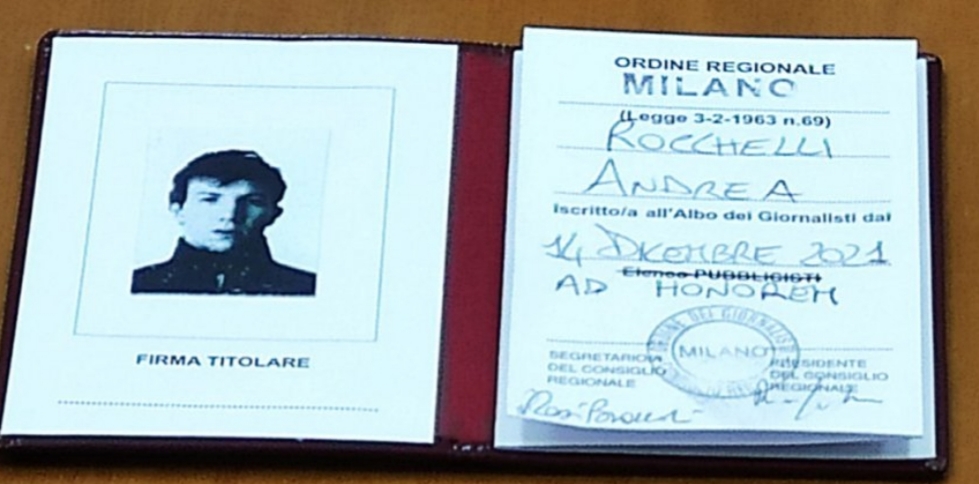 FIRMA TITOLARE
ORDINE REGIONALE
MILANO
(Legge 3-2-1963 n.69)
ROCCHELLI
ANDREA
Iscritto/a all'Albo dei Giornalisti dal
14 DICEMBRE 2021
Elenco PUBBLICISTI
AD HONOREM
MILANO
SEGRETARIO/A
DEL CONSIGLIO
REGIONALE
PRESIDENTE
DEL CONSIGLIO
REGIONALE